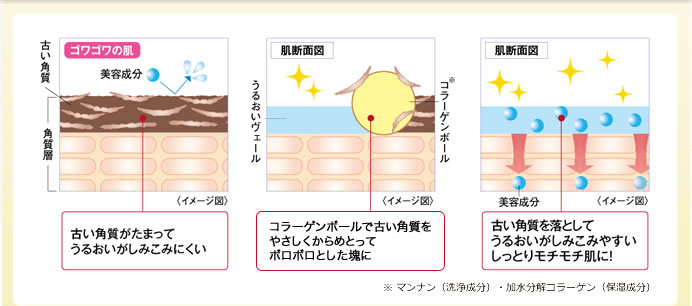 ゴワゴワの肌
古い角質
美容成分
角質層
〈イメージ図〉
古い角質がたまって
うるおいがしみこみにくい
肌断面図
うるおいヴェール
※
コラーゲンボール
〈イメージ図〉
コラーゲンボールで古い角質を
やさしくからめとって
ボロボロとした塊に
肌断面図
美容成分
〈イメージ図〉
古い角質を落として
うるおいがしみこみやすい
しっとりモチモチ肌に!
※ マンナン（洗浄成分）・加水分解コラーゲン（保湿成分）